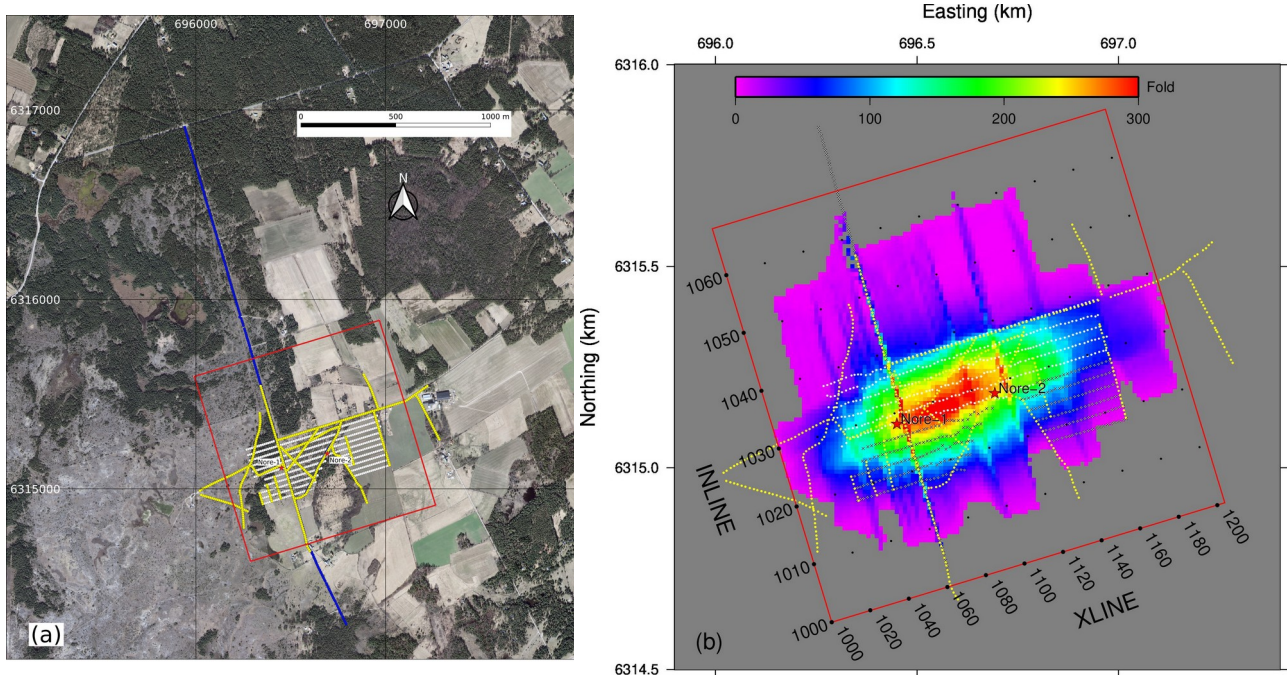 696000
697000
6317000
6316000
6315000
0
500
1000 m
N
Nore-1
Nore-2
(a)
Easting (km)
696.0
696.5
697.0
6316.0
6315.5
6315.0
6314.5
Northing (km)
Fold
0
100
200
300
Nore-1
Nore-2
1060
1050
1040
1030
1020
1010
1000
INLINE
1000
1020
1040
1060
1080
1100
1120
1140
1160
1180
1200
XLINE
(b)